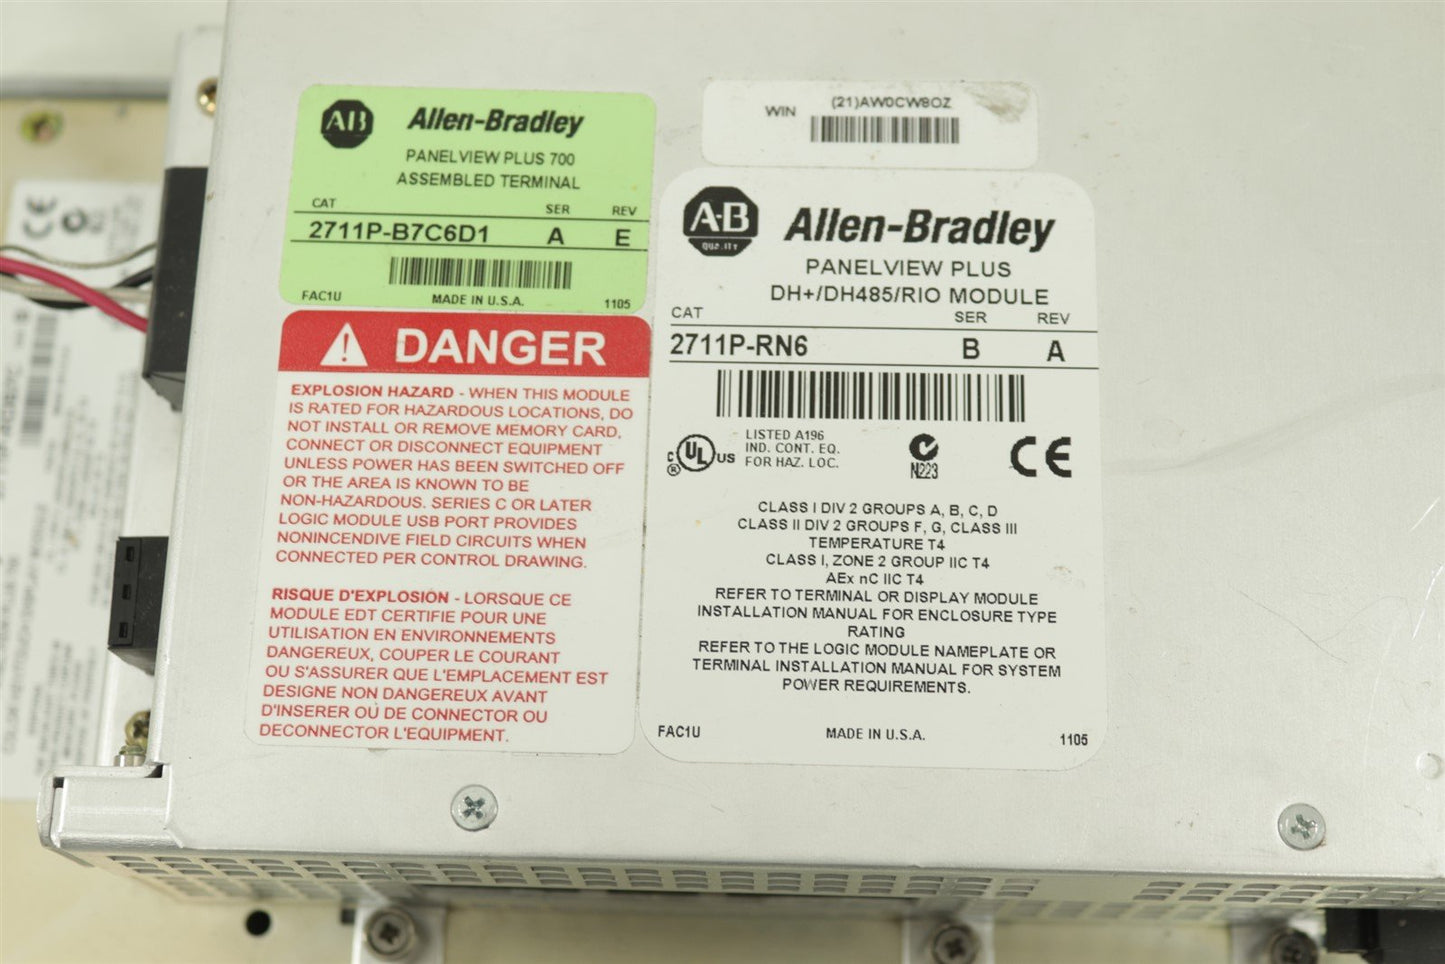 AB Allen-Bradley
PANELVIEW PLUS 700
ASSEMBLED TERMINAL
CAT SER REV
2711P-B7C6D1 A E
FAC1U MADE IN U.S.A. 1105
DANGER
EXPLOSION HAZARD - WHEN THIS MODULE
IS RATED FOR HAZARDOUS LOCATIONS, DO
NOT INSTALL OR REMOVE MEMORY CARD,
CONNECT OR DISCONNECT EQUIPMENT
UNLESS POWER HAS BEEN SWITCHED OFF
OR THE AREA IS KNOWN TO BE
NON-HAZARDOUS. SERIES C OR LATER
LOGIC MODULE USB PORT PROVIDES
NONINCENDIVE FIELD CIRCUITS WHEN
CONNECTED PER CONTROL DRAWING.
RISQUE D'EXPLOSION - LORSQUE CE
MODULE EDT CERTIFIE POUR UNE
UTILISATION EN ENVIRONNEMENTS
DANGEREUX, COUPER LE COURANT
OU S'ASSURER QUE L'EMPLACEMENT EST
DESIGNE NON DANGEREUX AVANT
D'INSERER OU DE CONNECTOR OU
DECONNECTOR L'EQUIPMENT.
WIN (21)AW0CW8OZ
A-B QUALITY Allen-Bradley
PANELVIEW PLUS
DH+/DH485/RIO MODULE
CAT SER REV
2711P-RN6 B A
C UL US
LISTED A196
IND. CONT. EQ.
FOR HAZ. LOC.
N223
CE
CLASS I DIV 2 GROUPS A, B, C, D
CLASS II DIV 2 GROUPS F, G, CLASS III
TEMPERATURE T4
CLASS I, ZONE 2 GROUP IIC T4
AEx nC IIC T4
REFER TO TERMINAL OR DISPLAY MODULE
INSTALLATION MANUAL FOR ENCLOSURE TYPE
RATING
REFER TO THE LOGIC MODULE NAMEPLATE OR
TERMINAL INSTALLATION MANUAL FOR SYSTEM
POWER REQUIREMENTS.
FAC1U MADE IN U.S.A. 1105
CE